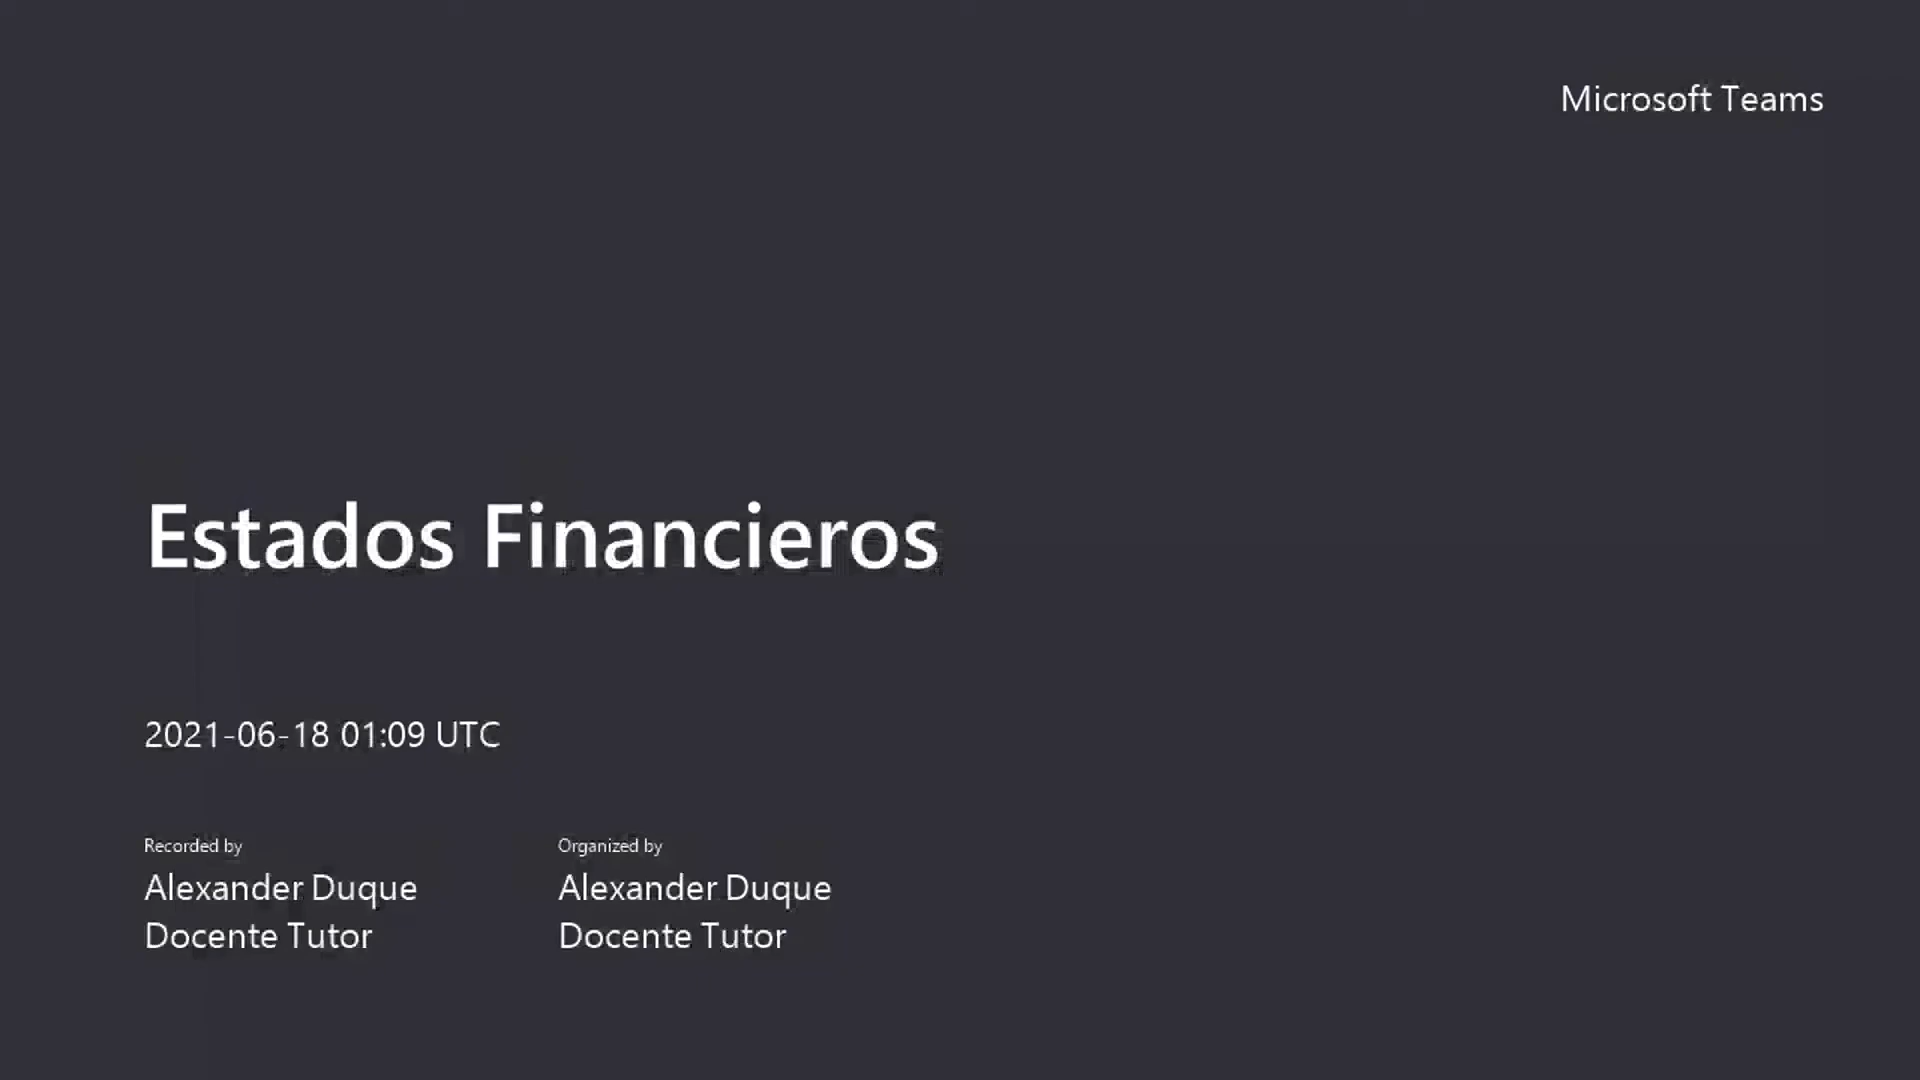 Microsoft Teams
Estados Financieros
2021-06-18 01:09 UTC
Recorded by
Alexander Duque
Docente Tutor
Organized by
Alexander Duque
Docente Tutor